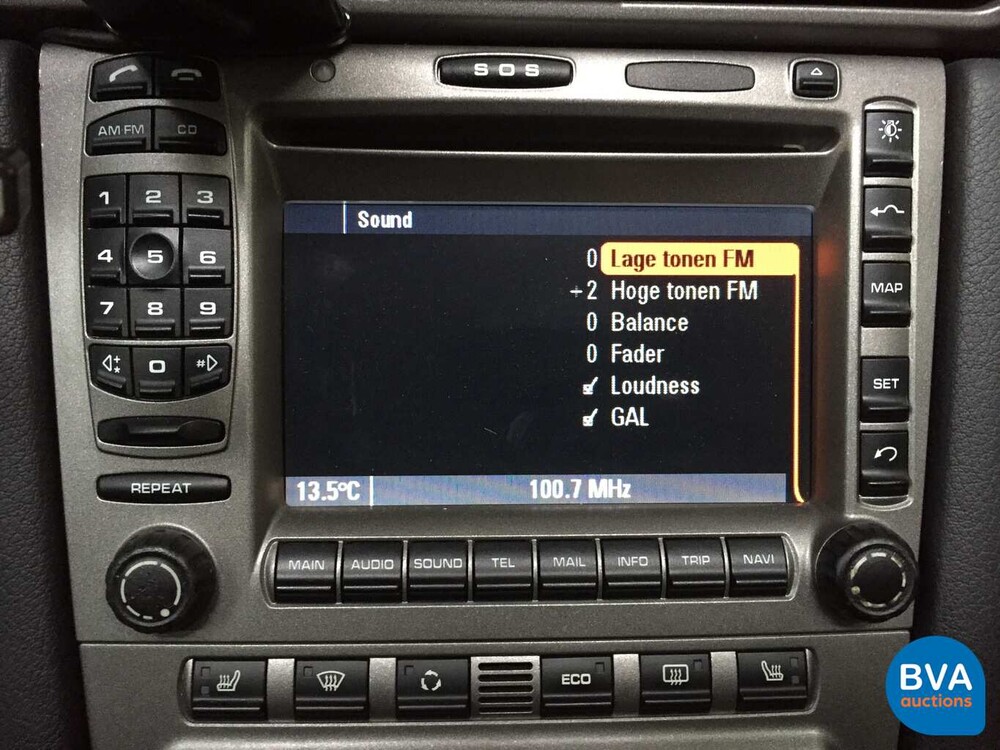 SOS
AM FM CD
1 2 3
4 5 6
7 8 9
+
* 0 #
REPEAT
MAP
SET
Sound
0 Lage tonen FM
+2 Hoge tonen FM
0 Balance
0 Fader
Loudness
GAL
13.5°C 100.7 MHz
MAIN AUDIO SOUND TEL MAIL INFO TRIP NAVI
ECO
BVA
auctions